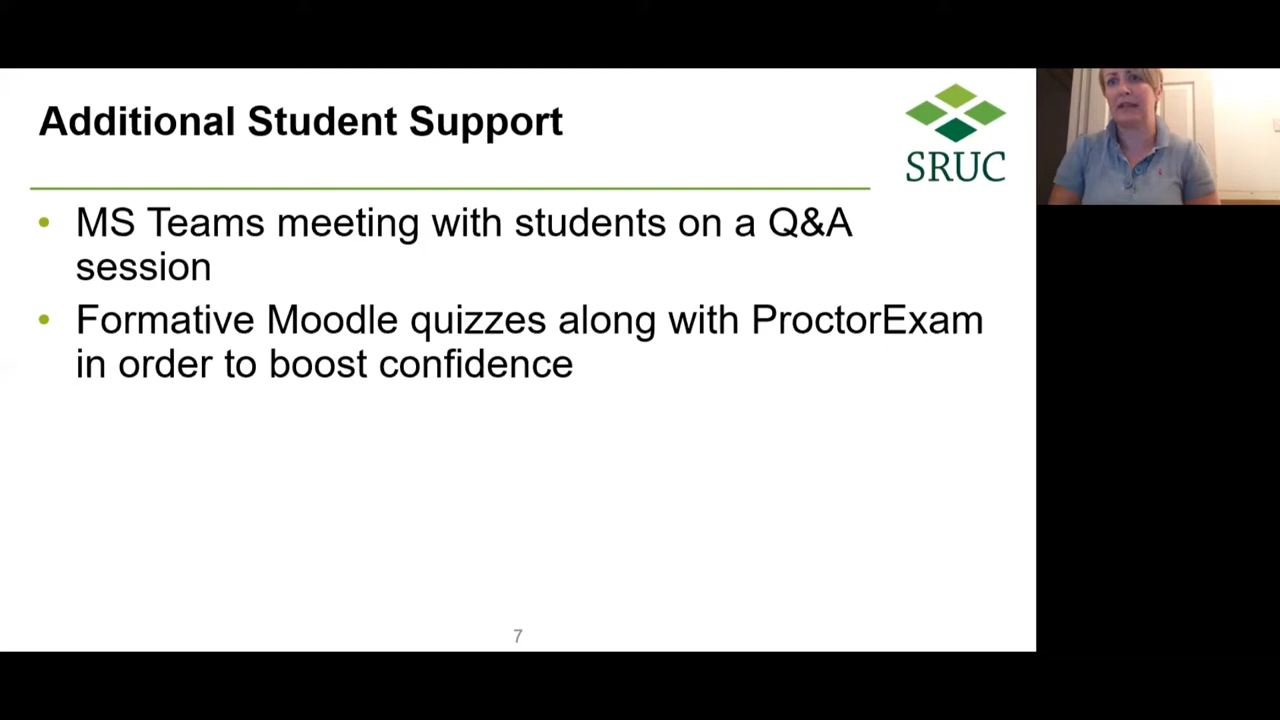 Additional Student Support
SRUC
• MS Teams meeting with students on a Q&A
session
• Formative Moodle quizzes along with ProctorExam
in order to boost confidence
7